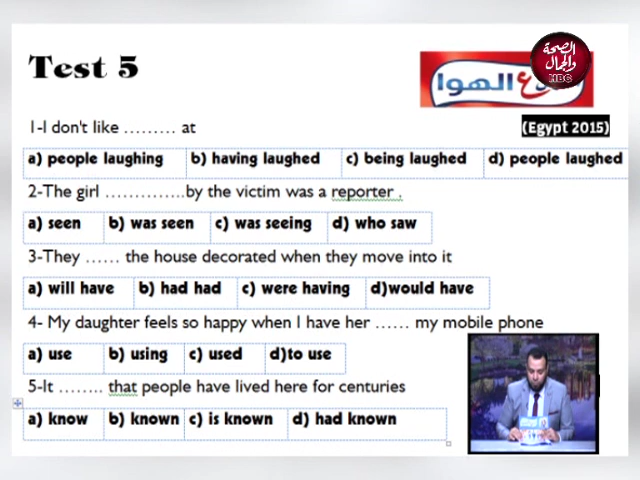 Test 5
الصحة
والجمال
HBC
ع الهوا
1-I don't like ......... at
(Egypt 2015)
a) people laughing b) having laughed c) being laughed d) people laughed
2-The girl ..............by the victim was a reporter .
a) seen b) was seen c) was seeing d) who saw
3-They ...... the house decorated when they move into it
a) will have b) had had c) were having d)would have
4- My daughter feels so happy when I have her ...... my mobile phone
a) use b) using c) used d)to use
5-It ........ that people have lived here for centuries
a) know b) known c) is known d) had known